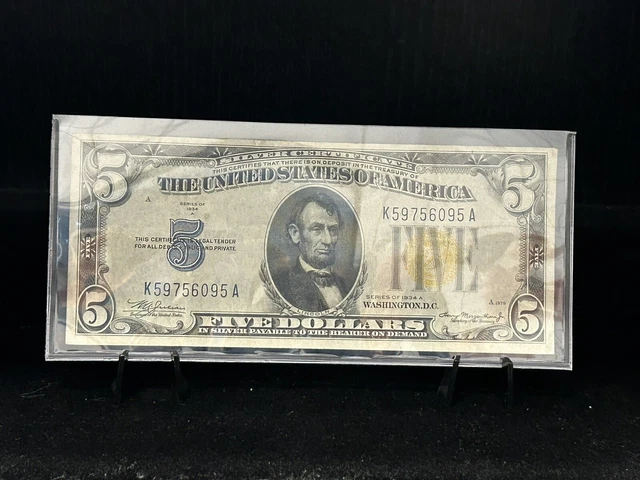 SILVER CERTIFICATE
THIS CERTIFIES THAT THERE IS ON DEPOSIT IN THE TREASURY OF
THE UNITED STATES OF AMERICA
5
5
A
SERIES OF
1934
A
K59756095A
5
THIS CERTIFICATE IS LEGAL TENDER
FOR ALL DEBTS PUBLIC AND PRIVATE
FIVE
K59756095A
SERIES OF 1934 A
WASHINGTON, D.C.
LINCOLN
5
FIVE DOLLARS
5
IN SILVER PAYABLE TO THE BEARER ON DEMAND